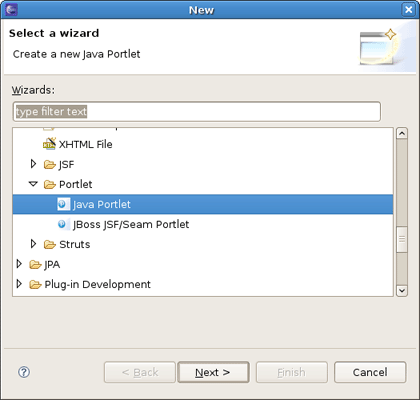 New
Select a wizard
Create a new Java Portlet
Wizards:
type filter text
XHTML File
JSF
Portlet
Java Portlet
JBoss JSF/Seam Portlet
Struts
JPA
Plug-in Development
?
< Back
Next >
Finish
Cancel